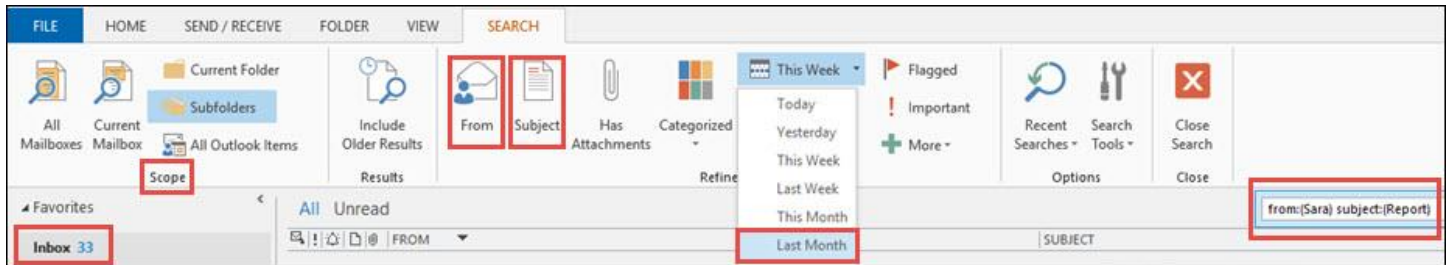 FILE HOME SEND / RECEIVE FOLDER VIEW SEARCH
All Mailboxes
Current Mailbox
Current Folder
Subfolders
All Outlook Items
Scope
Include Older Results
Results
From
Subject
Has Attachments
Categorized
This Week
Today
Yesterday
This Week
Last Week
This Month
Last Month
Flagged
! Important
More
Refine
Recent Searches
Search Tools
Options
Close Search
Close
Favorites
Inbox 33
All Unread
FROM
SUBJECT
from:(Sara) subject:(Report)